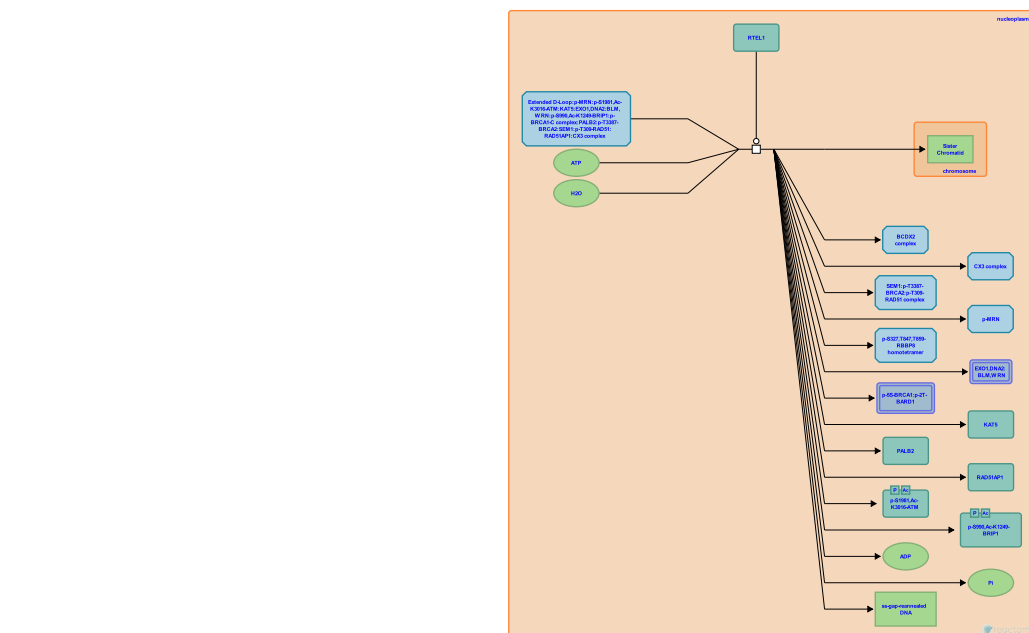 nucleoplasm
RTEL1
Extended D-Loop:p-MRN:p-S1981,Ac-
K3016-ATM:KAT5:EXO1,DNA2:BLM,
WRN:p-S990,Ac-K1249-BRIP1:p-
BRCA1-C complex:PALB2:p-T3387-
BRCA2:SEM1:p-T309-RAD51:
RAD51AP1:CX3 complex
ATP
H2O
Sister
Chromatid
chromosome
BCDX2
complex
CX3 complex
SEM1:p-T3387-
BRCA2:p-T309-
RAD51 complex
p-MRN
p-S327,T847,T859-
RBBP8
homotetramer
EXO1,DNA2:
BLM,WRN
p-6S-BRCA1:p-2T-
BARD1
KAT5
PALB2
RAD51AP1
P Ac
p-S1981,Ac-
K3016-ATM
P Ac
p-S990,Ac-K1249-
BRIP1
ADP
Pi
ss-gap-reannealed
DNA